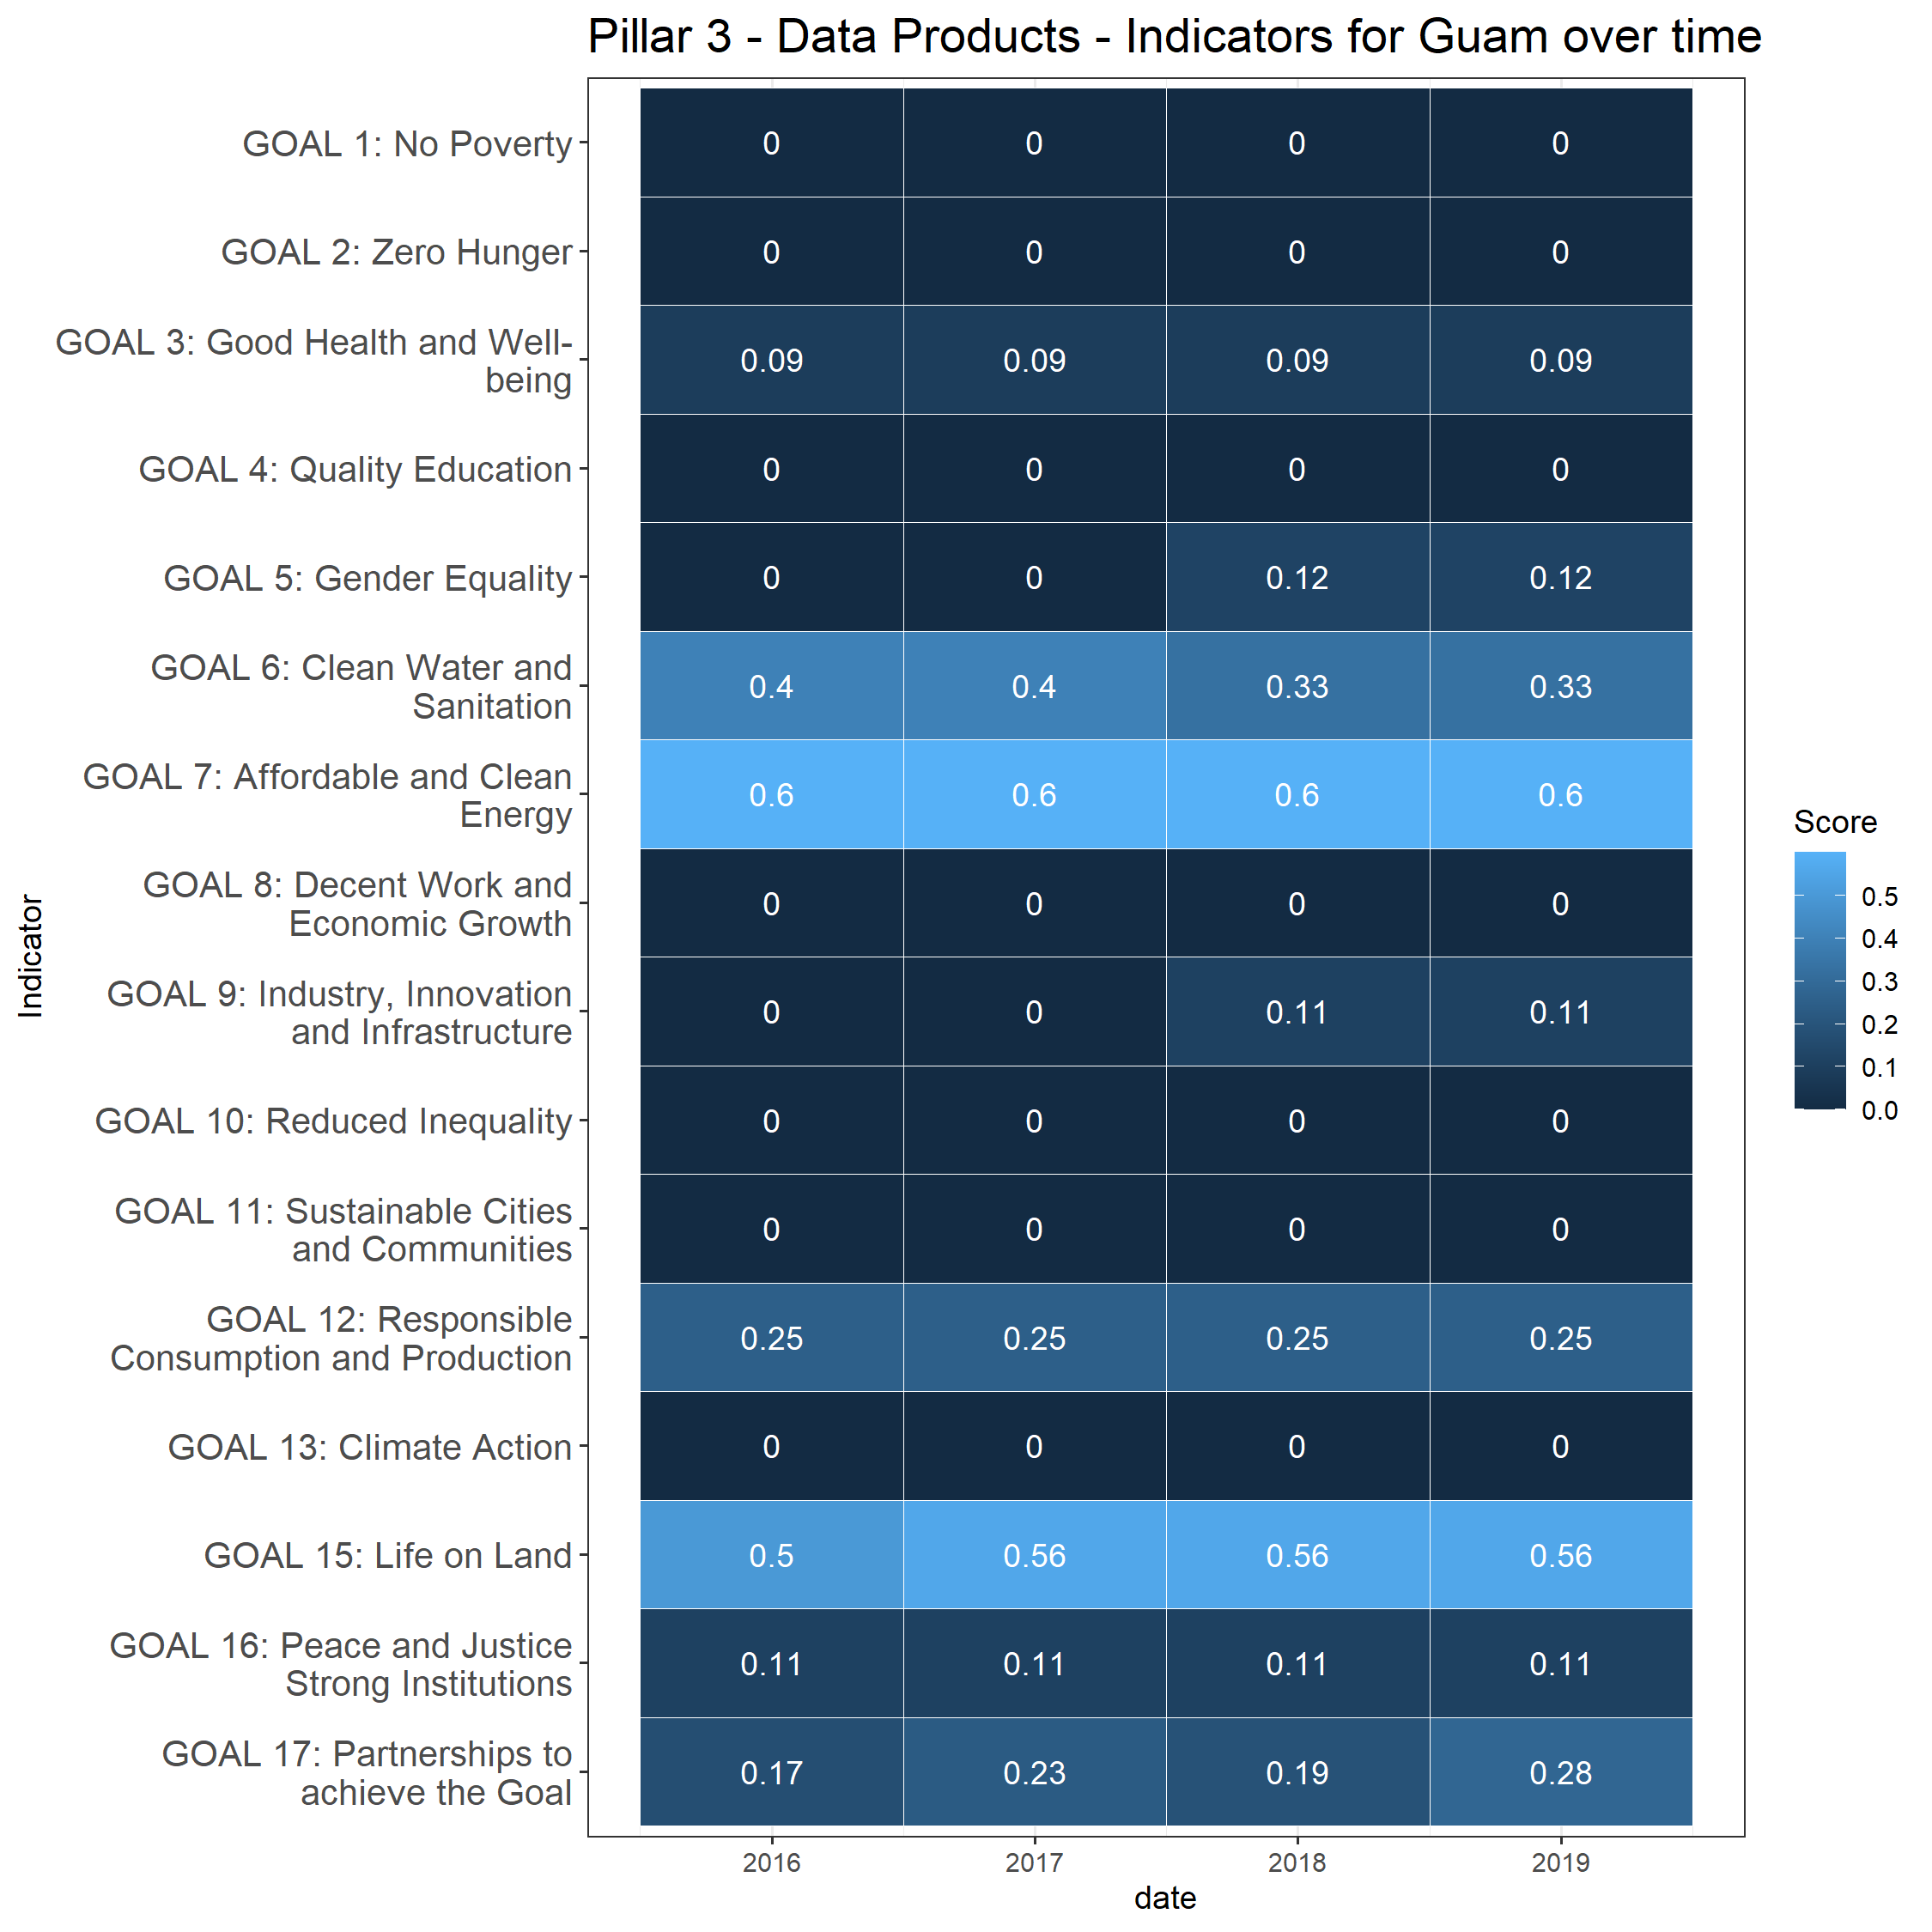 Pillar 3 - Data Products - Indicators for Guam over time
GOAL 1: No Poverty
0 0 0 0
GOAL 2: Zero Hunger
0 0 0 0
GOAL 3: Good Health and Well-
being
0.09 0.09 0.09 0.09
GOAL 4: Quality Education
0 0 0 0
GOAL 5: Gender Equality
0 0 0.12 0.12
GOAL 6: Clean Water and
Sanitation
0.4 0.4 0.33 0.33
GOAL 7: Affordable and Clean
Energy
0.6 0.6 0.6 0.6
GOAL 8: Decent Work and
Economic Growth
0 0 0 0
GOAL 9: Industry, Innovation
and Infrastructure
0 0 0.11 0.11
GOAL 10: Reduced Inequality
0 0 0 0
GOAL 11: Sustainable Cities
and Communities
0 0 0 0
GOAL 12: Responsible
Consumption and Production
0.25 0.25 0.25 0.25
GOAL 13: Climate Action
0 0 0 0
GOAL 15: Life on Land
0.5 0.56 0.56 0.56
GOAL 16: Peace and Justice
Strong Institutions
0.11 0.11 0.11 0.11
GOAL 17: Partnerships to
achieve the Goal
0.17 0.23 0.19 0.28
2016 2017 2018 2019
date
Indicator
Score
0.5
0.4
0.3
0.2
0.1
0.0